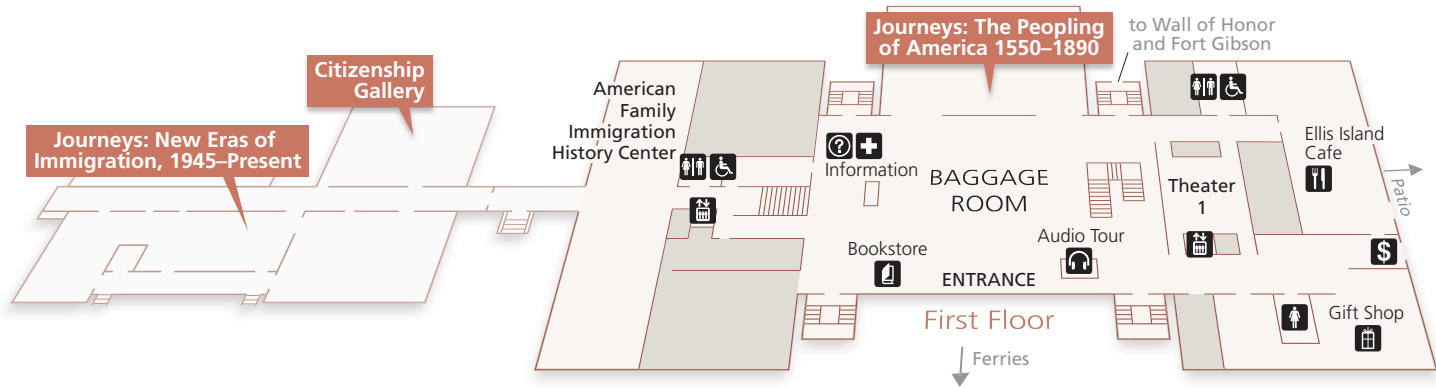 Journeys: The Peopling
of America 1550–1890
to Wall of Honor
and Fort Gibson
Citizenship
Gallery
American
Family
Immigration
History Center
Journeys: New Eras of
Immigration, 1945–Present
Ellis Island
Cafe
Information
BAGGAGE
ROOM
Theater
1
Patio
Bookstore
Audio Tour
$
ENTRANCE
First Floor
Gift Shop
Ferries